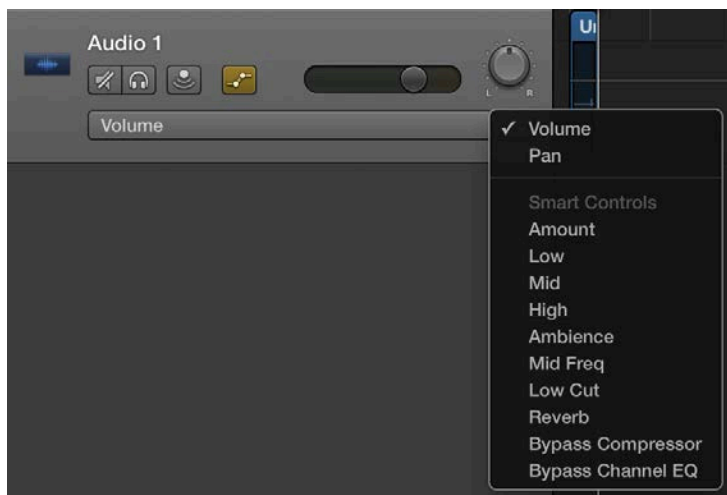 Audio 1
L R
Volume
✓ Volume
Pan
Smart Controls
Amount
Low
Mid
High
Ambience
Mid Freq
Low Cut
Reverb
Bypass Compressor
Bypass Channel EQ